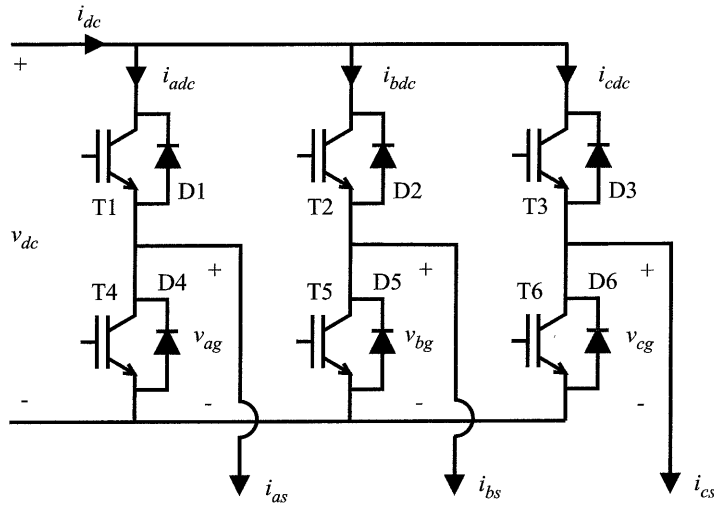 i_dc
+
i_adc i_bdc i_cdc
T1 D1 T2 D2 T3 D3
v_dc
+ + +
T4 D4 T5 D5 T6 D6
v_ag v_bg v_cg
- - - -
i_as i_bs i_cs